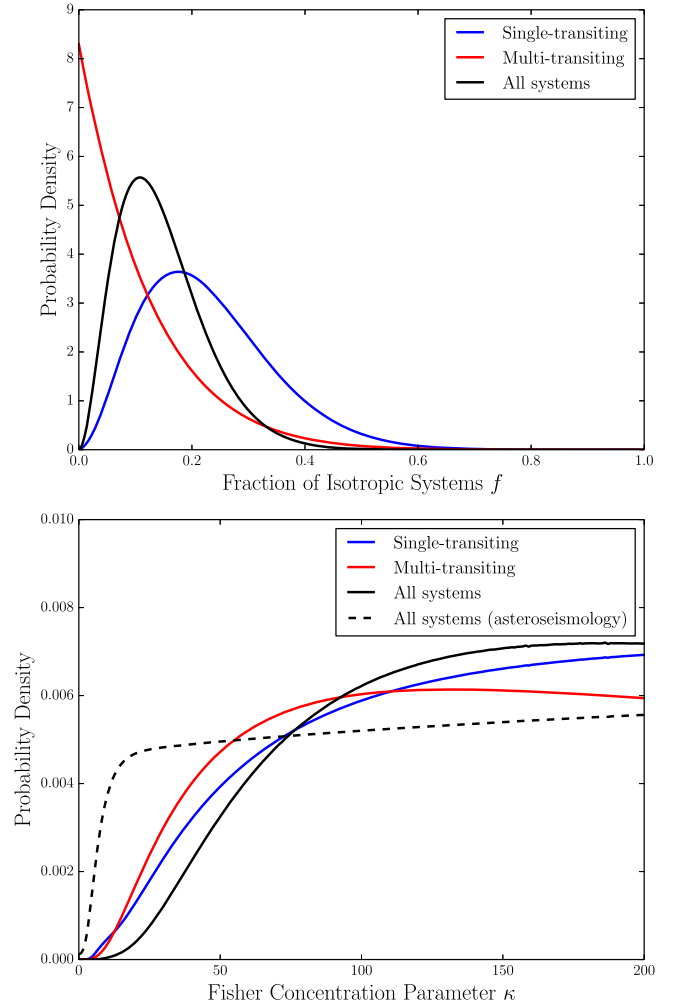 9
8
7
6
5
4
3
2
1
0
Probability Density
Single-transiting
Multi-transiting
All systems
0.0 0.2 0.4 0.6 0.8 1.0
Fraction of Isotropic Systems f
0.010
0.008
0.006
0.004
0.002
0.000
Probability Density
Single-transiting
Multi-transiting
All systems
All systems (asteroseismology)
0 50 100 150 200
Fisher Concentration Parameter κ